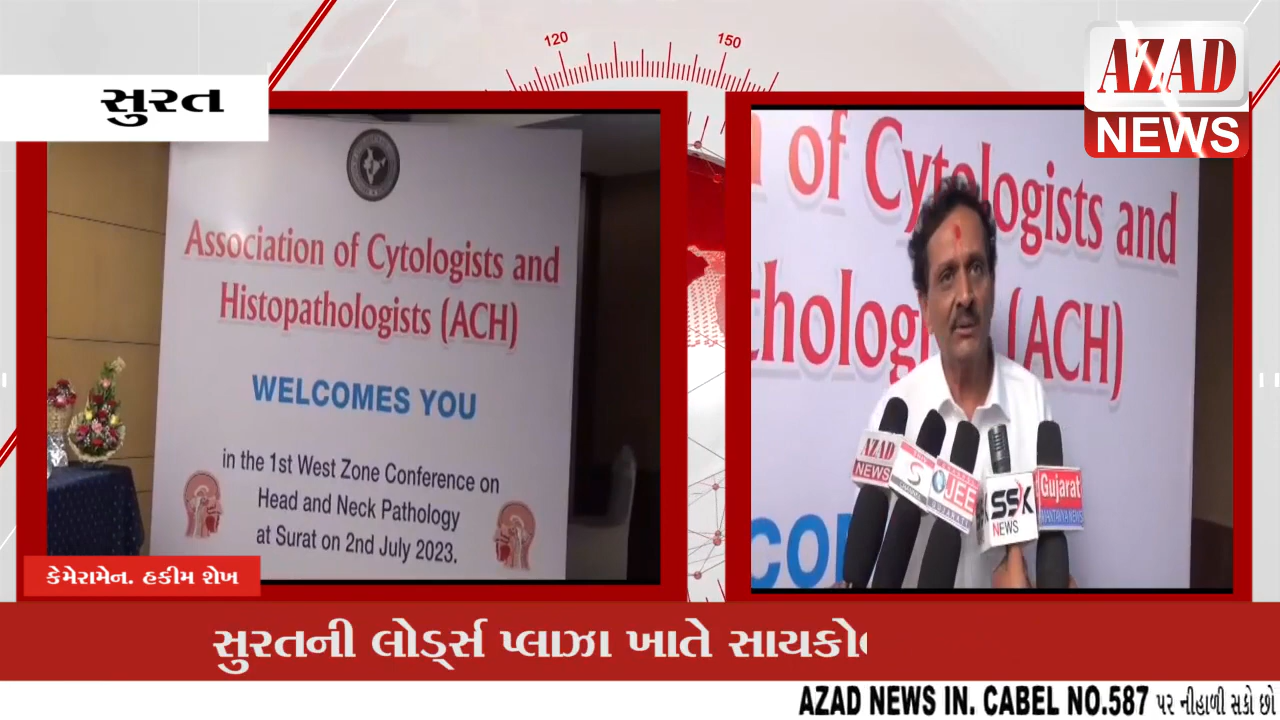 120
150
AZAD
NEWS
સુરત
Association of Cytologists and
Histopathologists (ACH)
WELCOMES YOU
in the 1st West Zone Conference on
Head and Neck Pathology
at Surat on 2nd July 2023.
of Cytologists and
(ACH)
AZAD
NEWS
S
JEE
SSK
NEWS
Gujarat
કેમેરામેન. હકીમ શેખ
સુરતની લોર્ડ્સ પ્લાઝા ખાતે સાયકો
AZAD NEWS IN. CABEL NO.587 પર નીહાળી સકો છો